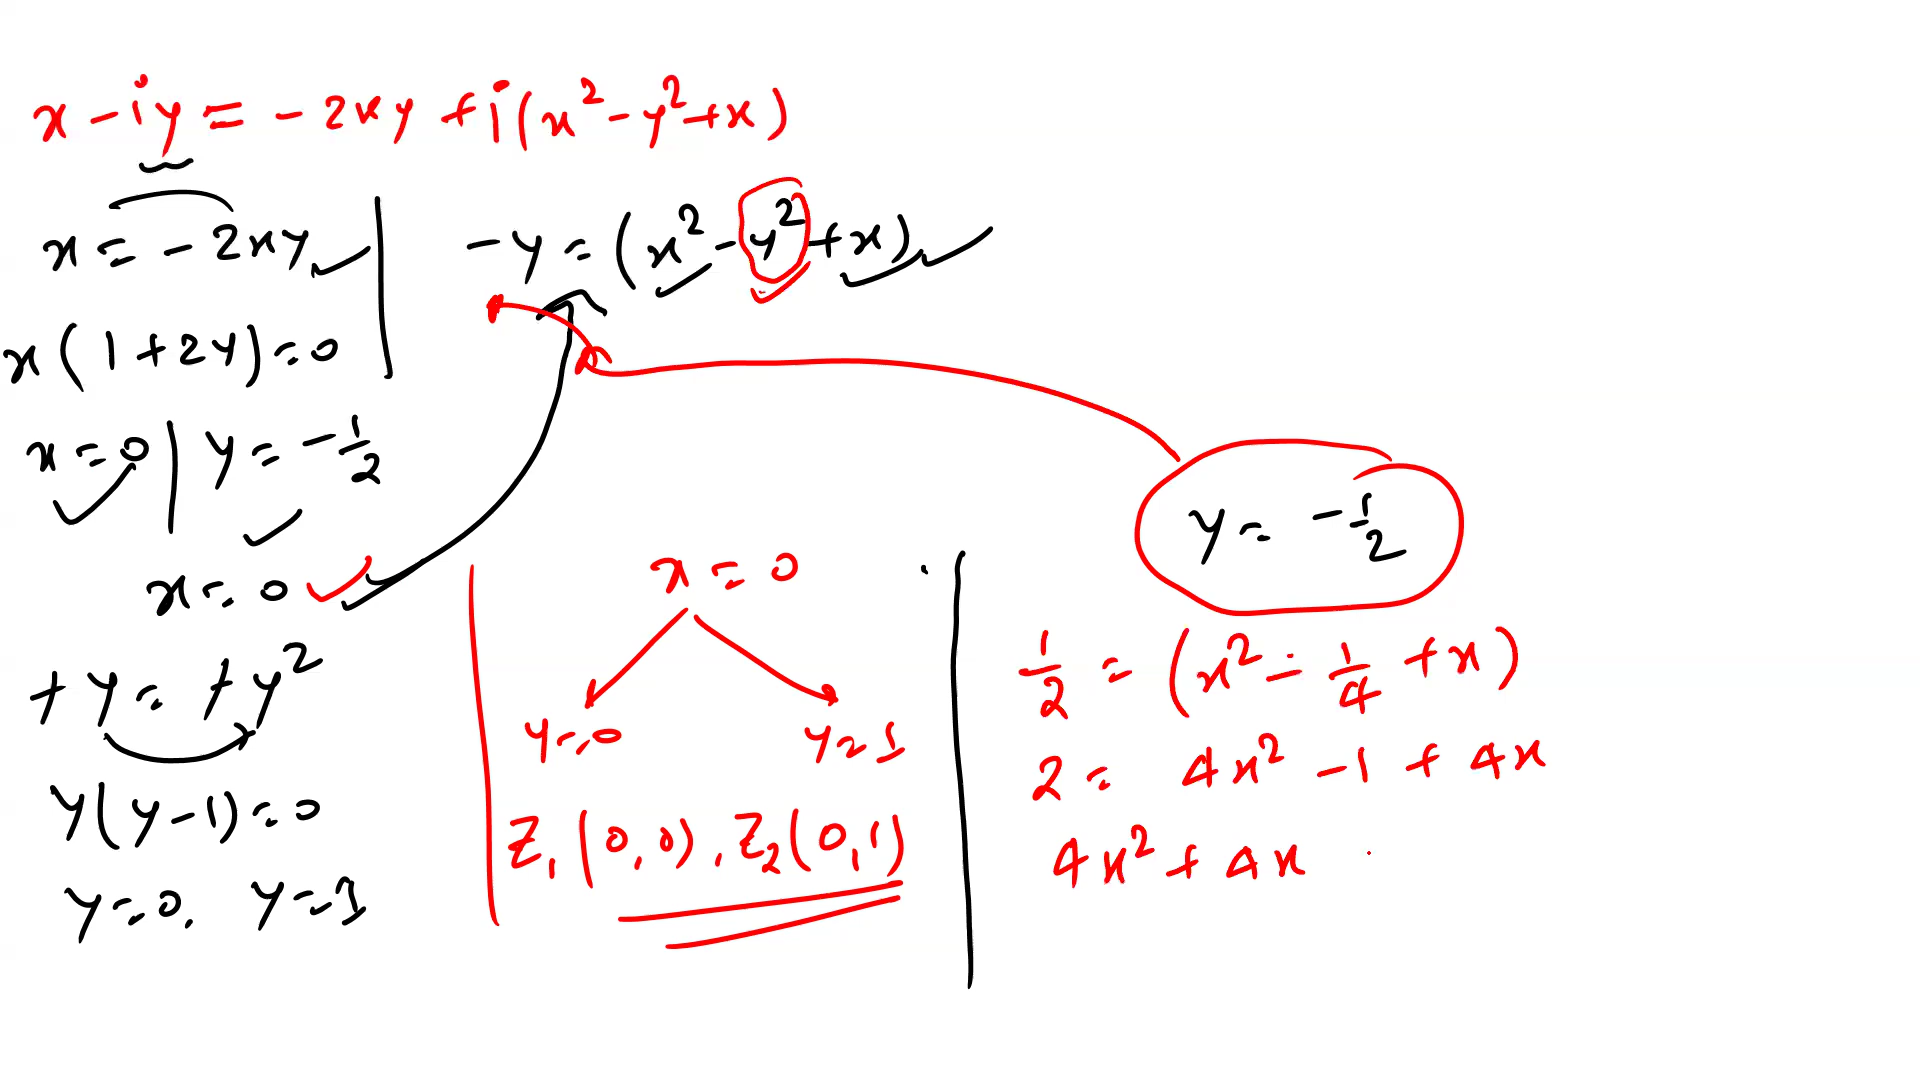 x - iy = - 2xy + i(x² - y² + x)
x = - 2xy
- y = (x² - y² + x)
x(1 + 2y) = 0
x = 0 | y = - 1/2
x = 0
+ y = + y²
y(y - 1) = 0
y = 0, y = 1
x = 0
y = 0
y = 1
Z₁(0,0), Z₂(0,1)
y = - 1/2
1/2 = (x² - 1/4 + x)
2 = 4x² - 1 + 4x
4x² + 4x